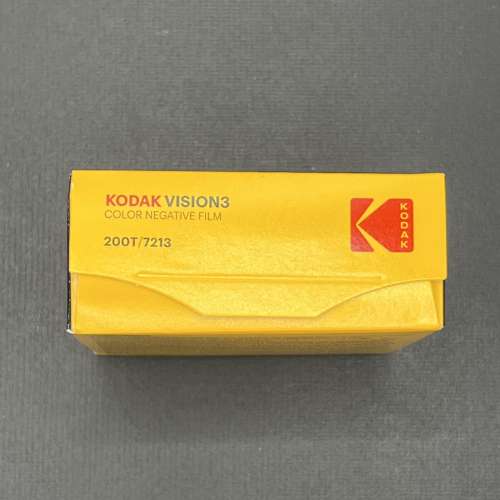 KODAK VISION3
COLOR NEGATIVE FILM
200T/7213
KODAK